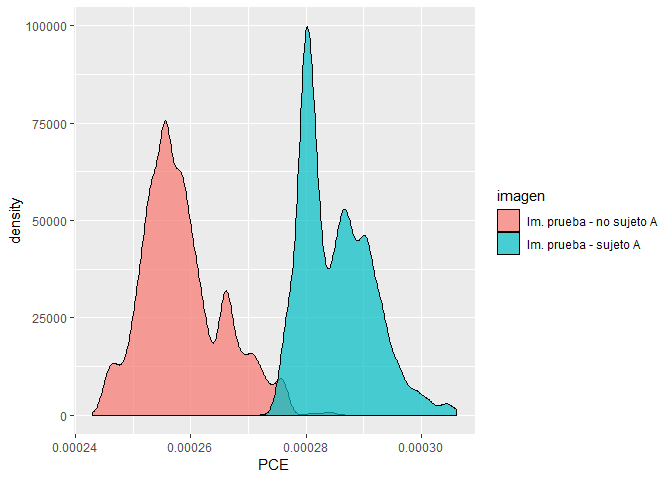 100000
75000
50000
25000
0
density
0.00024
0.00026
0.00028
0.00030
PCE
imagen
Im. prueba - no sujeto A
Im. prueba - sujeto A